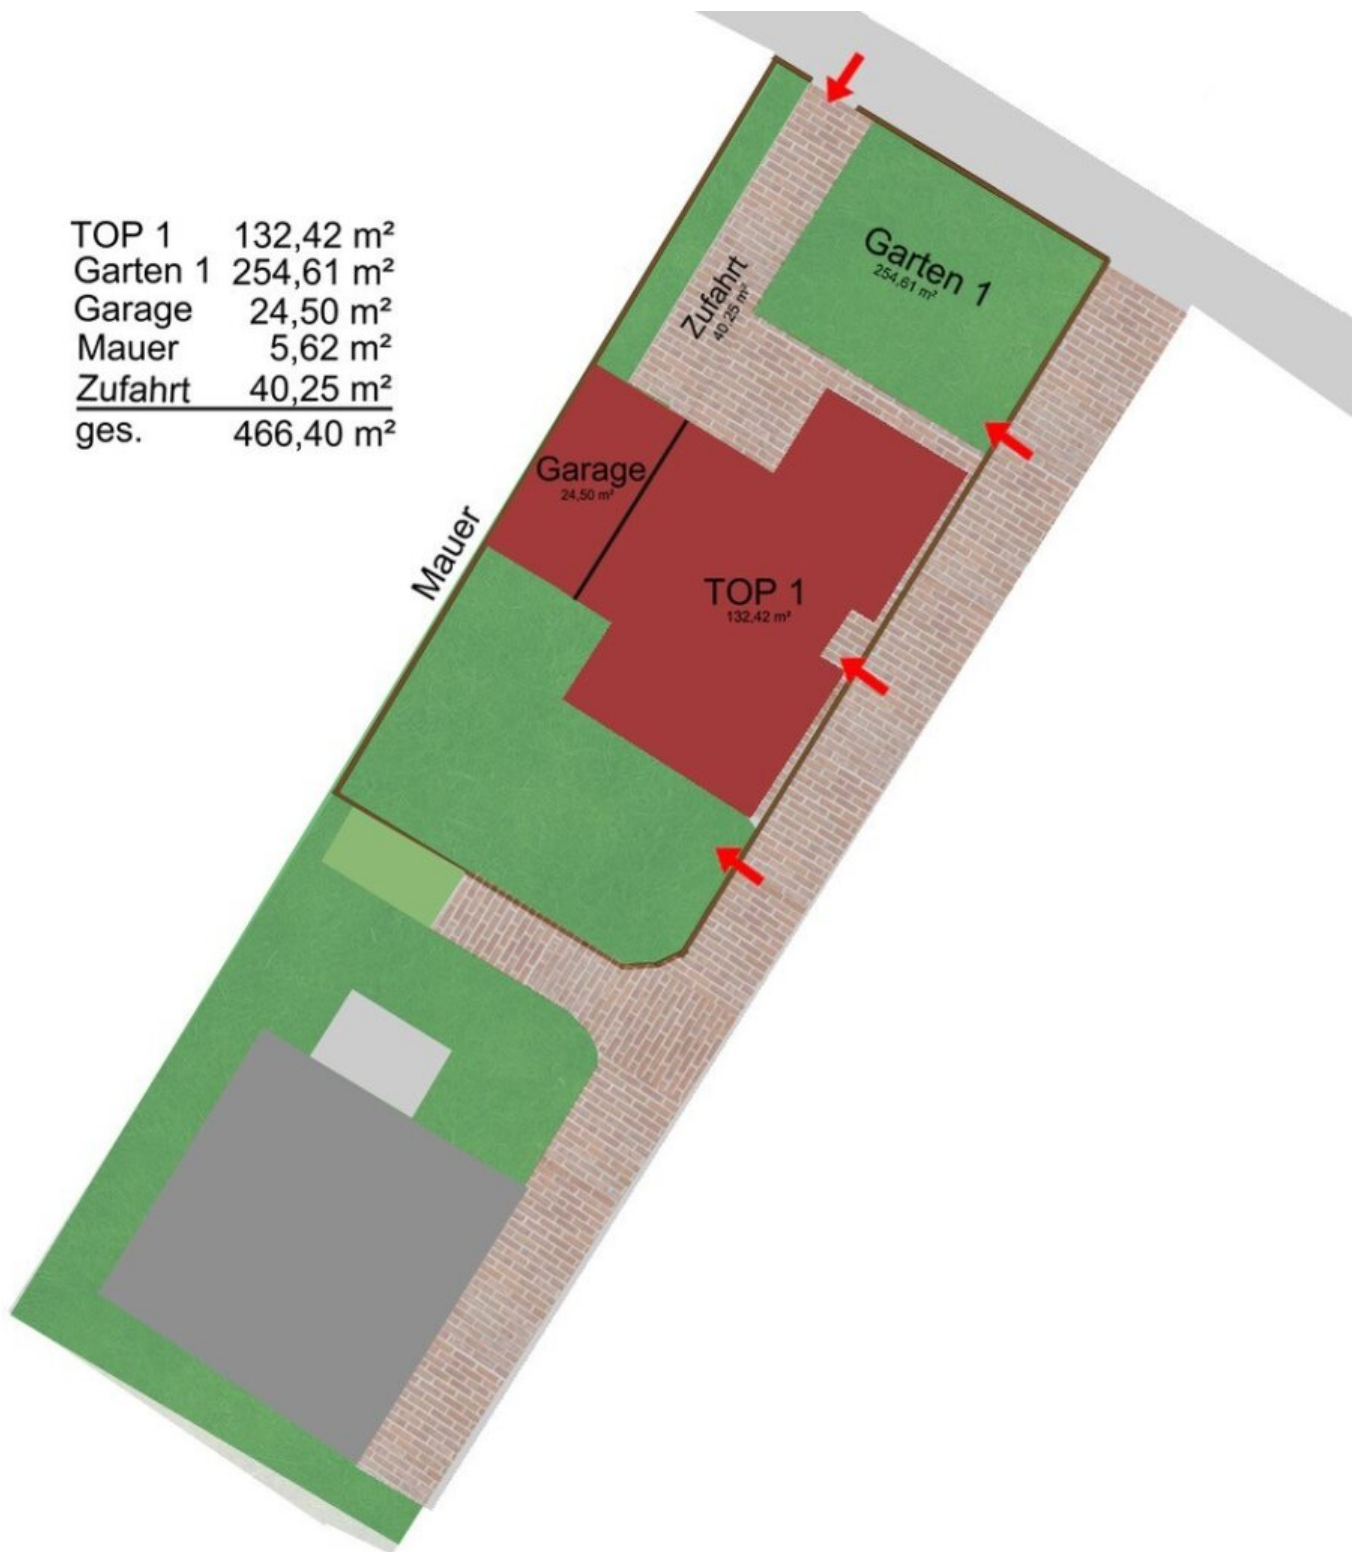 TOP 1 132,42 m²
Garten 1 254,61 m²
Garage 24,50 m²
Mauer 5,62 m²
Zufahrt 40,25 m²
ges. 466,40 m²
Garten 1
254,61 m²
Zufahrt
40,25 m²
Garage
24,50 m²
Mauer
TOP 1
132,42 m²